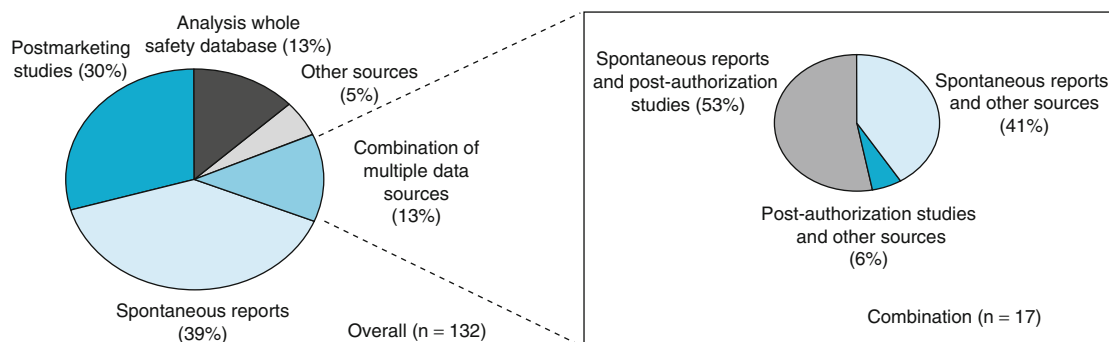 Analysis whole
safety database (13%)
Postmarketing
studies (30%)
Other sources
(5%)
Combination of
multiple data
sources
(13%)
Spontaneous reports
(39%)
Overall (n = 132)
Spontaneous reports
and post-authorization
studies (53%)
Spontaneous reports
and other sources
(41%)
Post-authorization studies
and other sources
(6%)
Combination (n = 17)